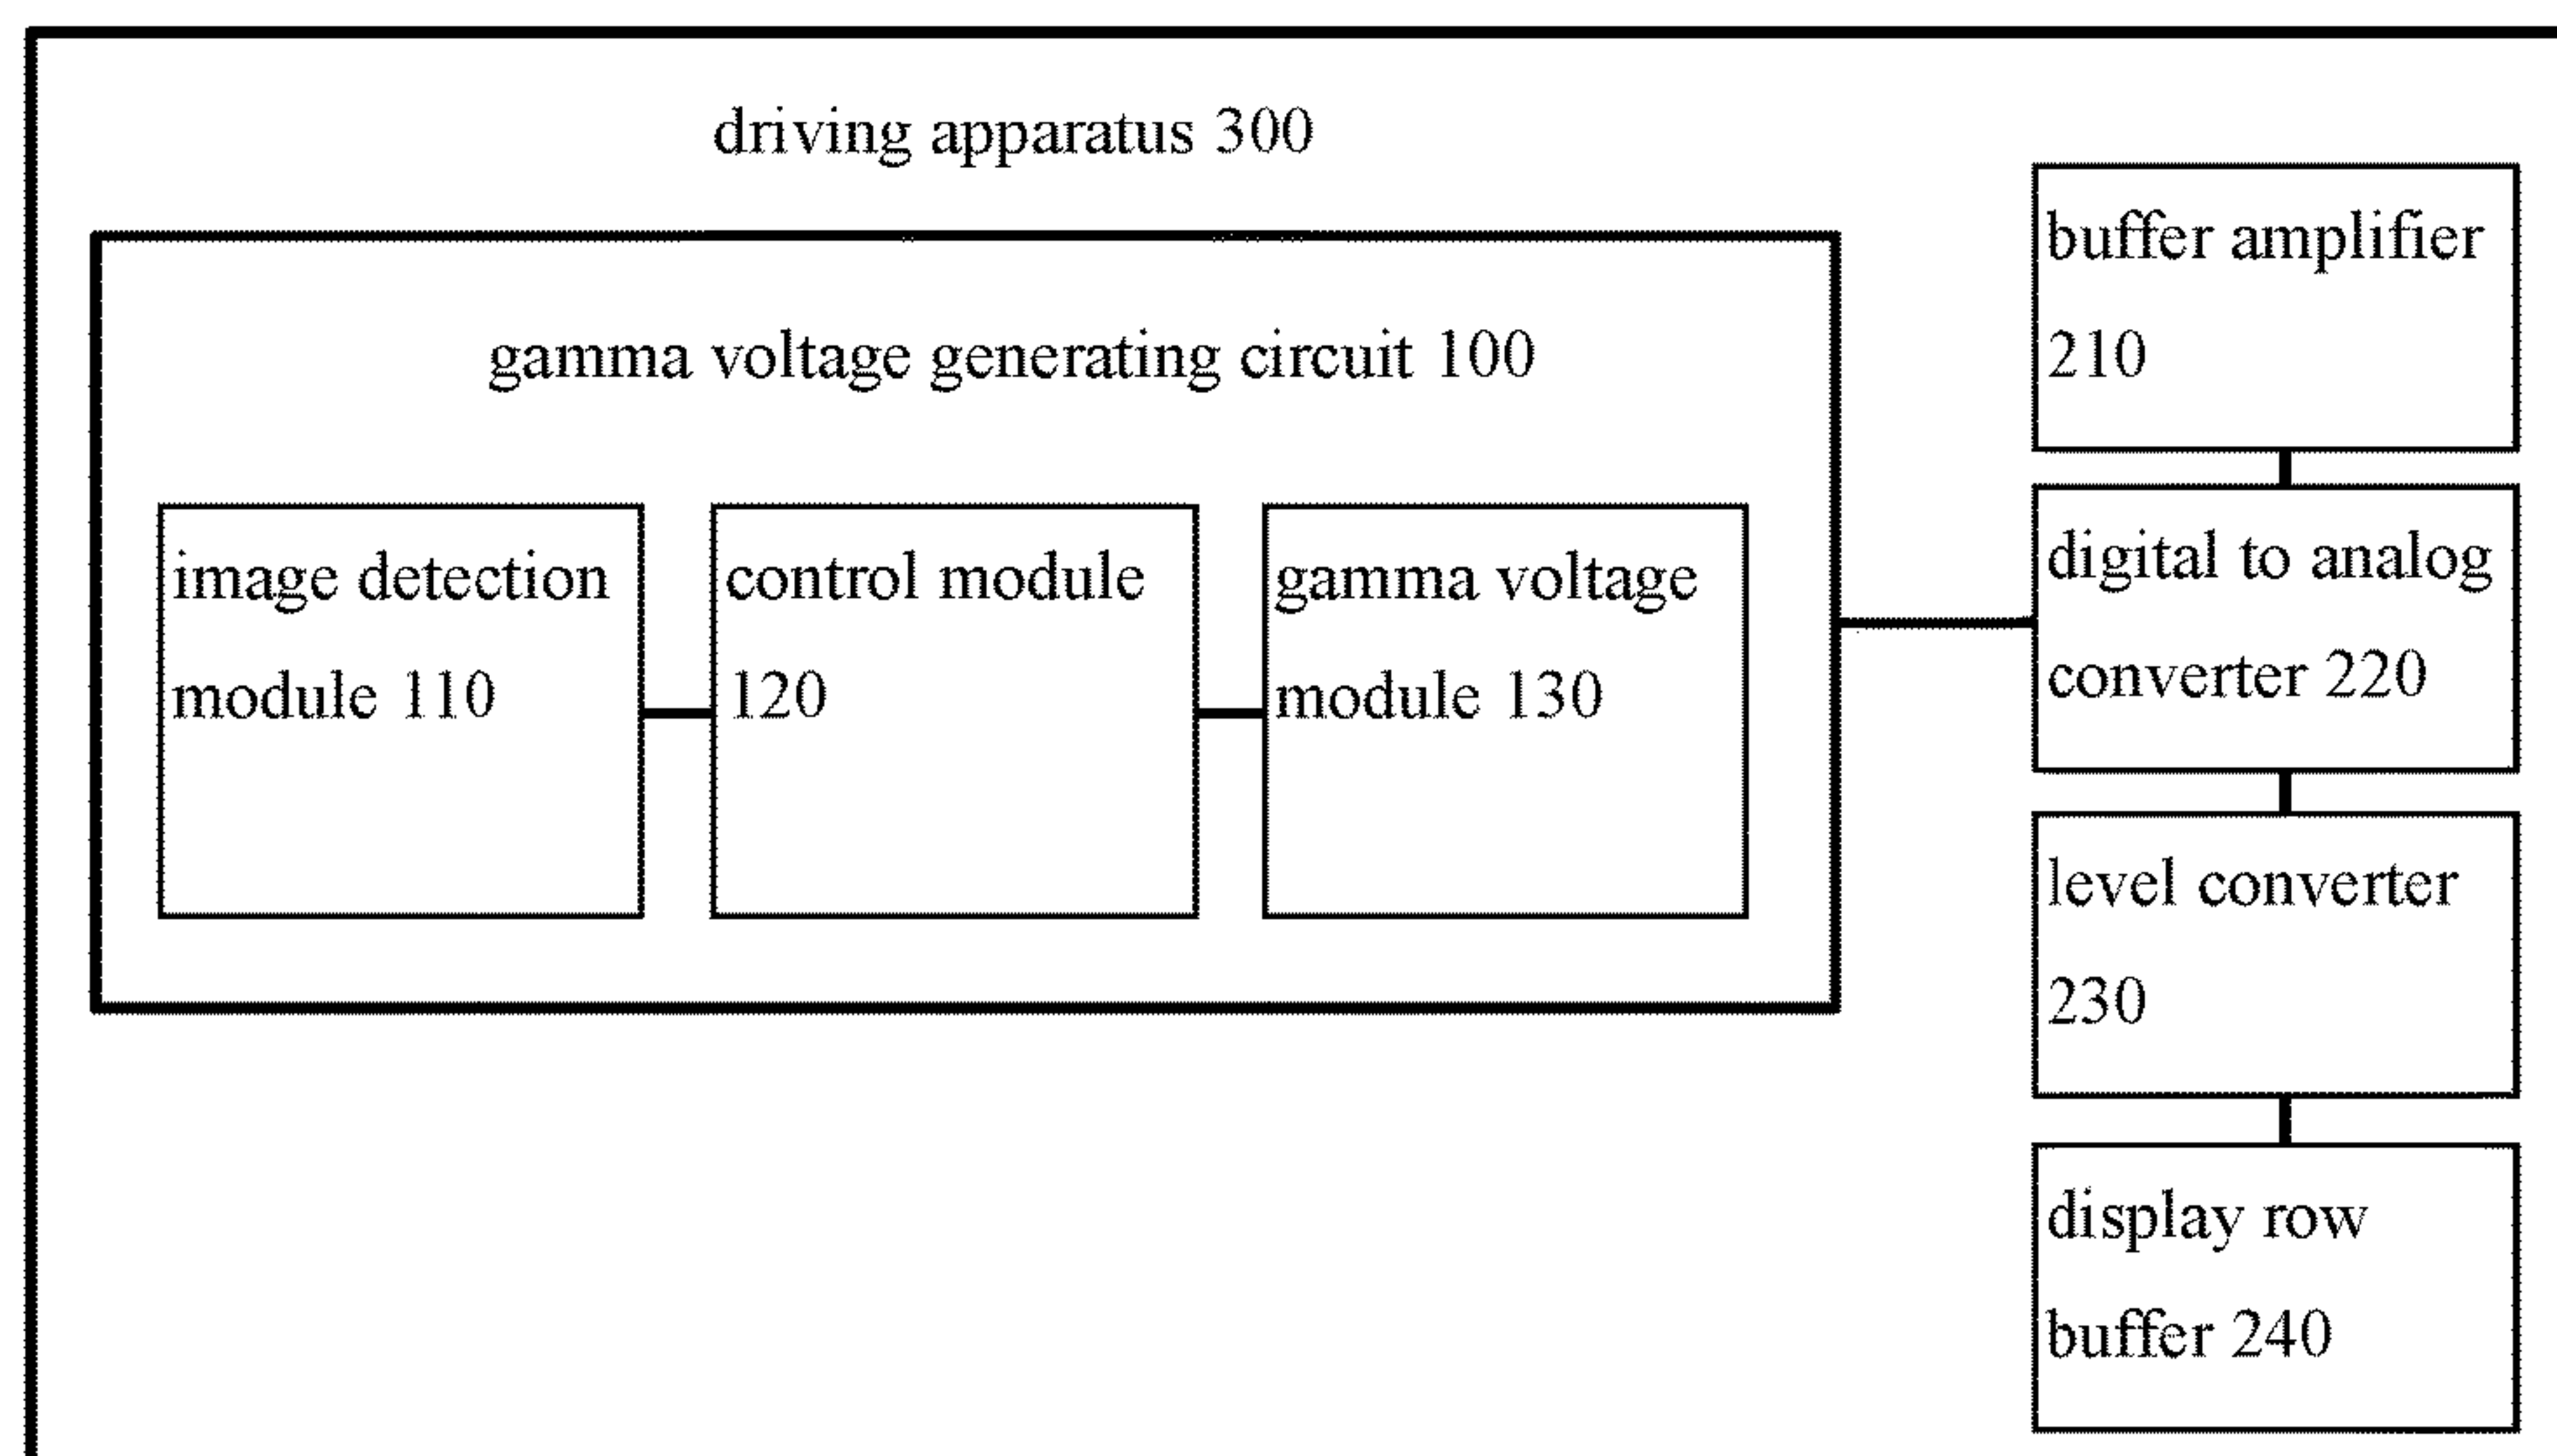 driving apparatus 300
gamma voltage generating circuit 100
image detection
module 110
control module
120
gamma voltage
module 130
buffer amplifier
210
digital to analog
converter 220
level converter
230
display row
buffer 240